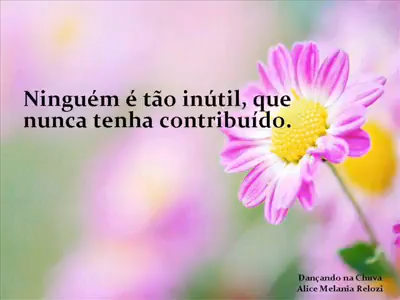 Ninguém é tão inútil, que
nunca tenha contribuído.
Dançando na Chuva
Alice Melania Relozi